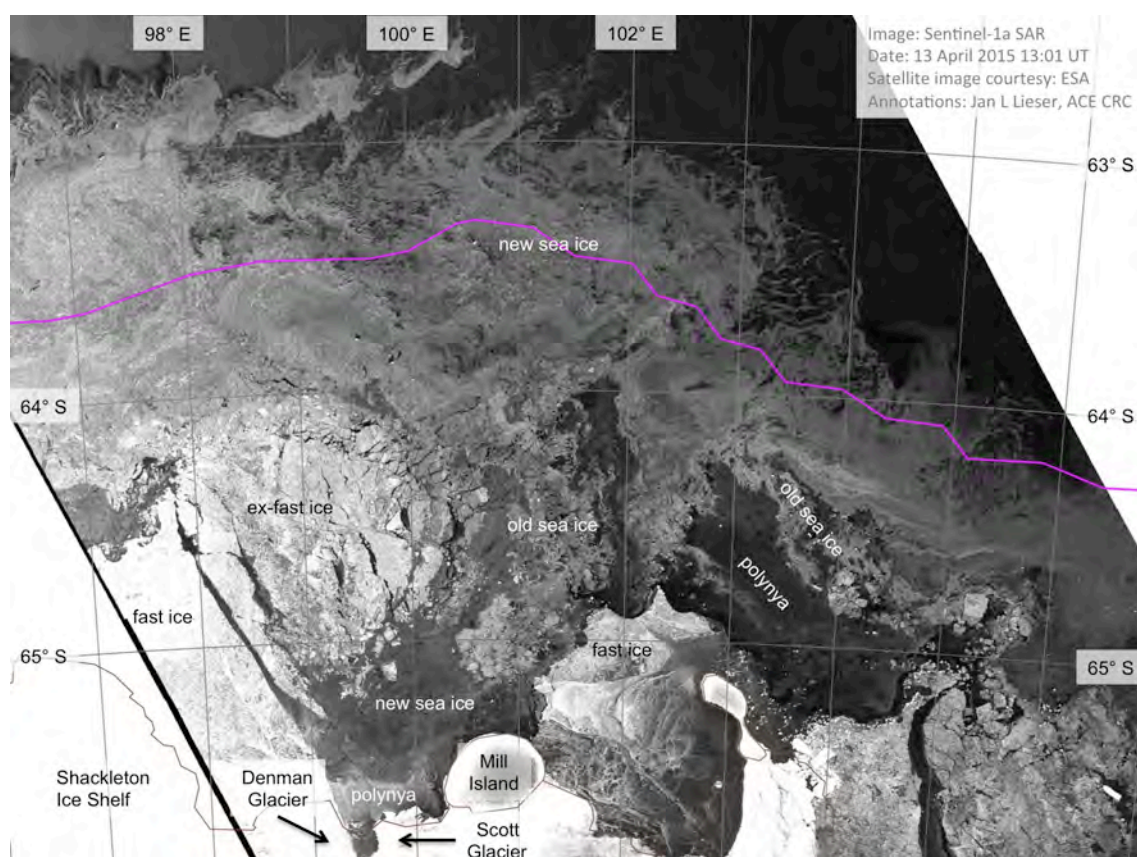 98° E
100° E
102° E
Image: Sentinel-1a SAR
Date: 13 April 2015 13:01 UT
Satellite image courtesy: ESA
Annotations: Jan L Lieser, ACE CRC
63° S
new sea ice
64° S
64° S
ex-fast ice
old sea ice
old sea ice
polynya
fast ice
fast ice
65° S
65° S
new sea ice
Shackleton
Ice Shelf
Denman
Glacier
polynya
Mill
Island
Scott
Glacier